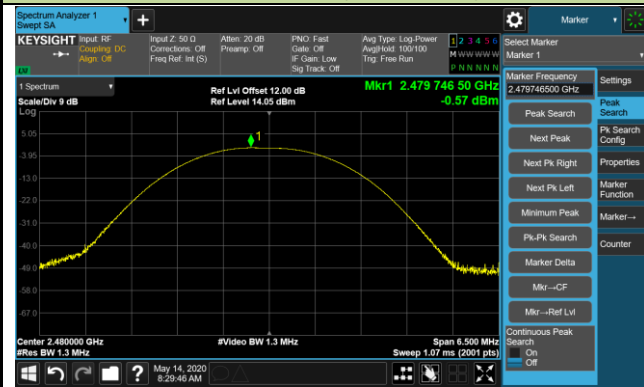 Spectrum Analyzer 1
Swept SA
+
Marker
KEYSIGHT
Input: RF
Coupling: DC
Align: Off
Input Z: 50 Ω
Corrections: Off
Freq Ref: Int (S)
Atten: 20 dB
Preamp: Off
PNO: Fast
Gate: Off
IF Gain: Low
Sig Track: Off
Avg Type: Log-Power
Avg|Hold: 100/100
Trig: Free Run
1 2 3 4 5 6
M W W W W W
P N N N N N
LXI
Select Marker
Marker 1
1 Spectrum
Scale/Div 9 dB
Log
Ref Lvl Offset 12.00 dB
Ref Level 14.05 dBm
Mkr1 2.479 746 50 GHz
-0.57 dBm
1
5.05
-3.95
-13.0
-22.0
-31.0
-40.0
-49.0
-58.0
-67.0
Center 2.480000 GHz
#Res BW 1.3 MHz
#Video BW 1.3 MHz
Span 6.500 MHz
Sweep 1.07 ms (2001 pts)
Marker Frequency
2.479746500 GHz
Peak Search
Next Peak
Next Pk Right
Next Pk Left
Minimum Peak
Pk-Pk Search
Marker Delta
Mkr→CF
Mkr→Ref Lvl
Continuous Peak
Search
On
Off
Settings
Peak
Search
Pk Search
Config
Properties
Marker
Function
Marker→
Counter
?
May 14, 2020
8:29:46 AM